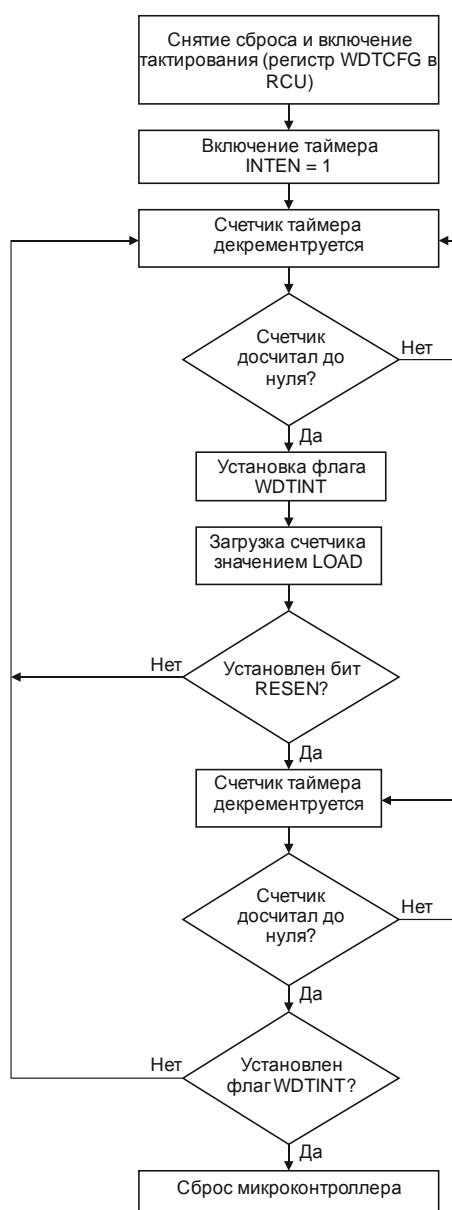 Снятие сброса и включение
тактирования (регистр WDTCFG в
RCU)
Включение таймера
INTEN = 1
Счетчик таймера
декрементруется
Счетчик
досчитал до
нуля?
Нет
Да
Установка флага
WDTINT
Загрузка счетчика
значением LOAD
Нет
Установлен бит
RESEN?
Да
Счетчик таймера
декрементруется
Счетчик
досчитал до
нуля?
Нет
Да
Нет
Установлен
флаг WDTINT?
Да
Сброс микроконтроллера